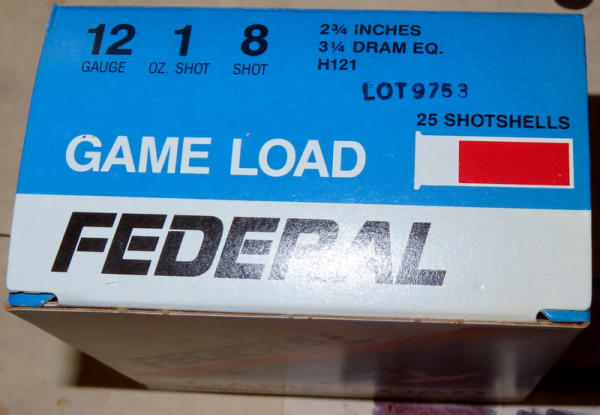 12 1 8
GAUGE OZ. SHOT SHOT
2¾ INCHES
3¼ DRAM EQ.
H121
LOT 9753
25 SHOTSHELLS
GAME LOAD
FEDERAL
FEDERAL